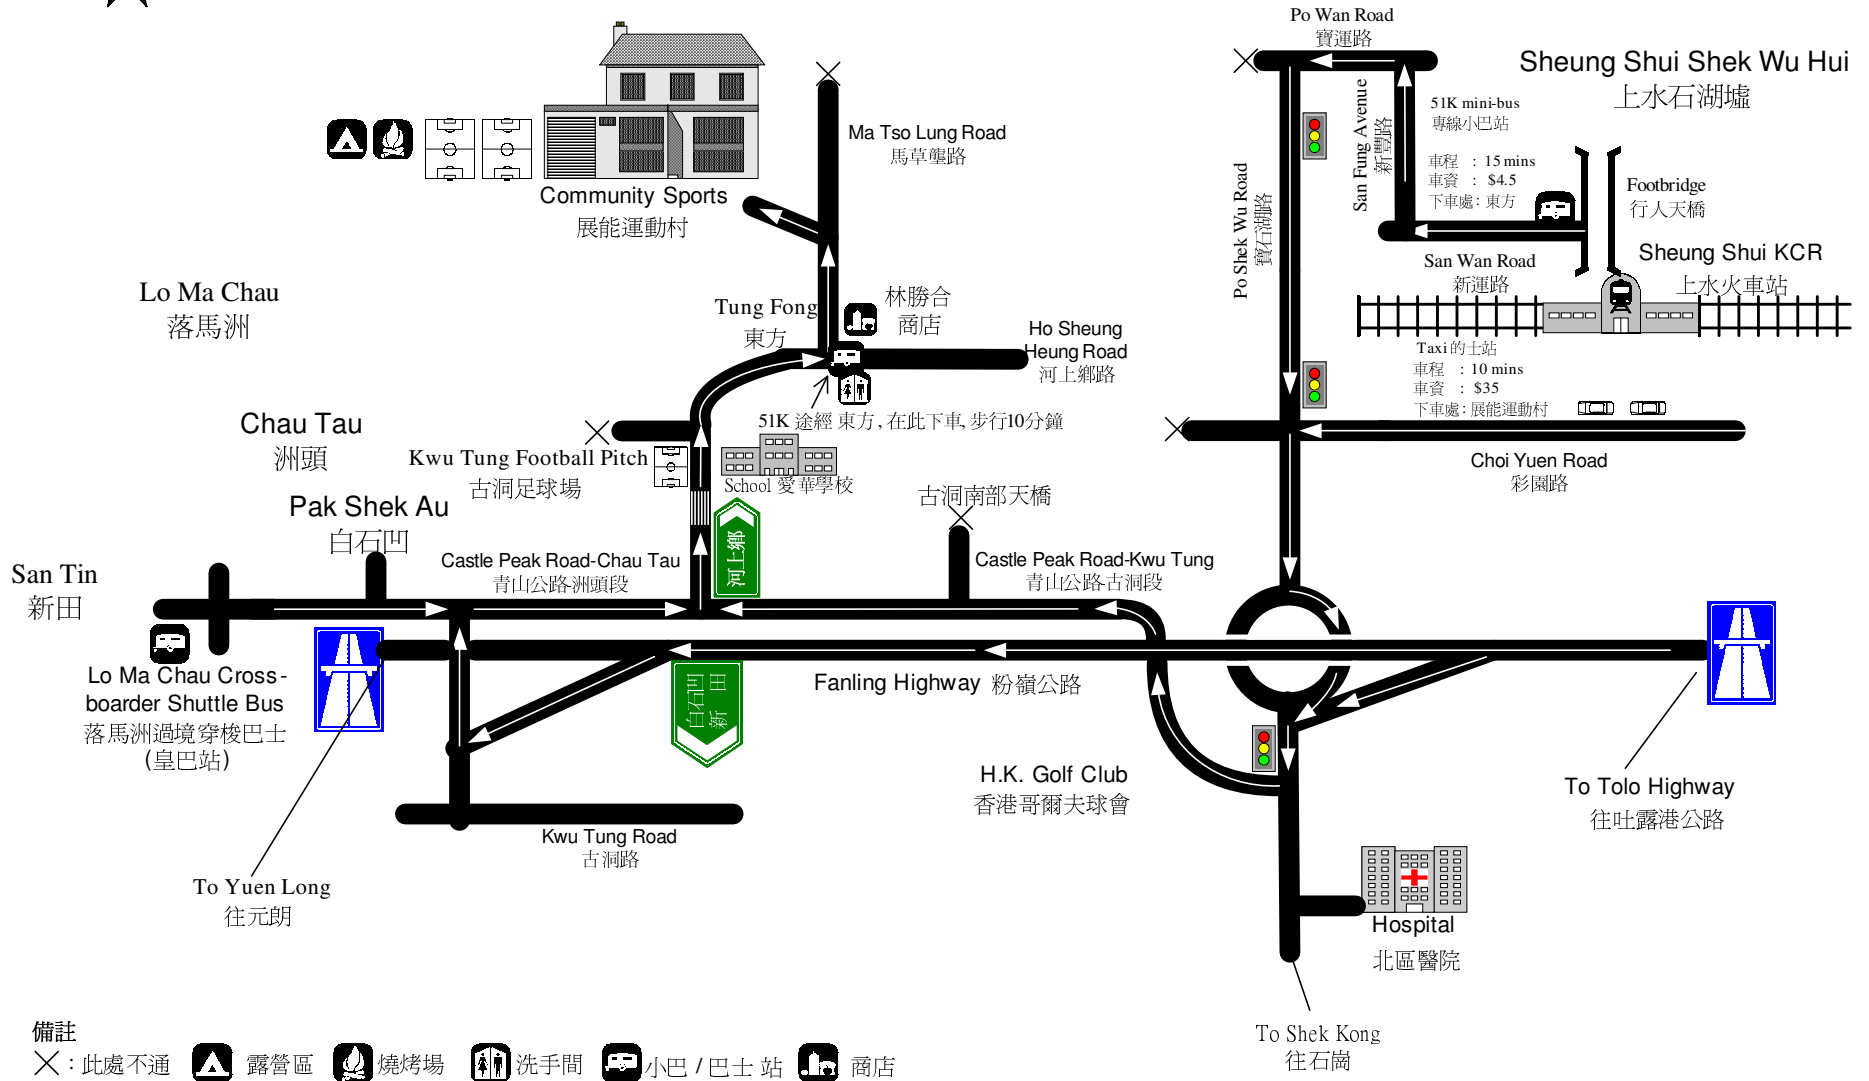 Po Wan Road
寶運路
Sheung Shui Shek Wu Hui
上水石湖墟
51K mini-bus
專線小巴站
車程 : 15 mins
車資 : $4.5
下車處 : 東方
San Fung Avenue
新豐路
Footbridge
行人天橋
Po Shek Wu Road
寶石湖路
San Wan Road
新運路
Sheung Shui KCR
上水火車站
Taxi 的士站
車程 : 10 mins
車資 : $35
下車處 : 展能運動村
Choi Yuen Road
彩園路
Community Sports
展能運動村
Ma Tso Lung Road
馬草壟路
Lo Ma Chau
落馬洲
Tung Fong
東方
林勝合
商店
Ho Sheung
Heung Road
河上鄉路
51K 途經 東方 , 在此下車, 步行10分鐘
Chau Tau
洲頭
Kwu Tung Football Pitch
古洞足球場
School 愛華學校
古洞南部天橋
Pak Shek Au
白石凹
河上鄉
San Tin
新田
Castle Peak Road-Chau Tau
青山公路-洲頭段
Castle Peak Road-Kwu Tung
青山公路-古洞段
Lo Ma Chau Cross-
boarder Shuttle Bus
落馬洲過境穿梭巴士
(皇巴站)
白石凹
新田
Fanling Highway 粉嶺公路
H.K. Golf Club
香港哥爾夫球會
To Tolo Highway
往吐露港公路
Kwu Tung Road
古洞路
To Yuen Long
往元朗
Hospital
北區醫院
To Shek Kong
往石崗
備註
╳ : 此處不通 露營區 燒烤場 洗手間 小巴 / 巴士 站 商店